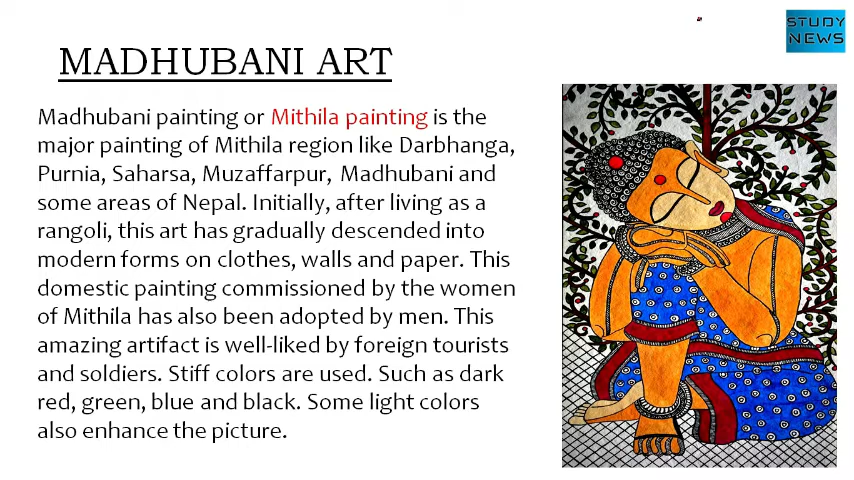 STUDY
NEWS
MADHUBANI ART
Madhubani painting or Mithila painting is the
major painting of Mithila region like Darbhanga,
Purnia, Saharsa, Muzaffarpur, Madhubani and
some areas of Nepal. Initially, after living as a
rangoli, this art has gradually descended into
modern forms on clothes, walls and paper. This
domestic painting commissioned by the women
of Mithila has also been adopted by men. This
amazing artifact is well-liked by foreign tourists
and soldiers. Stiff colors are used. Such as dark
red, green, blue and black. Some light colors
also enhance the picture.